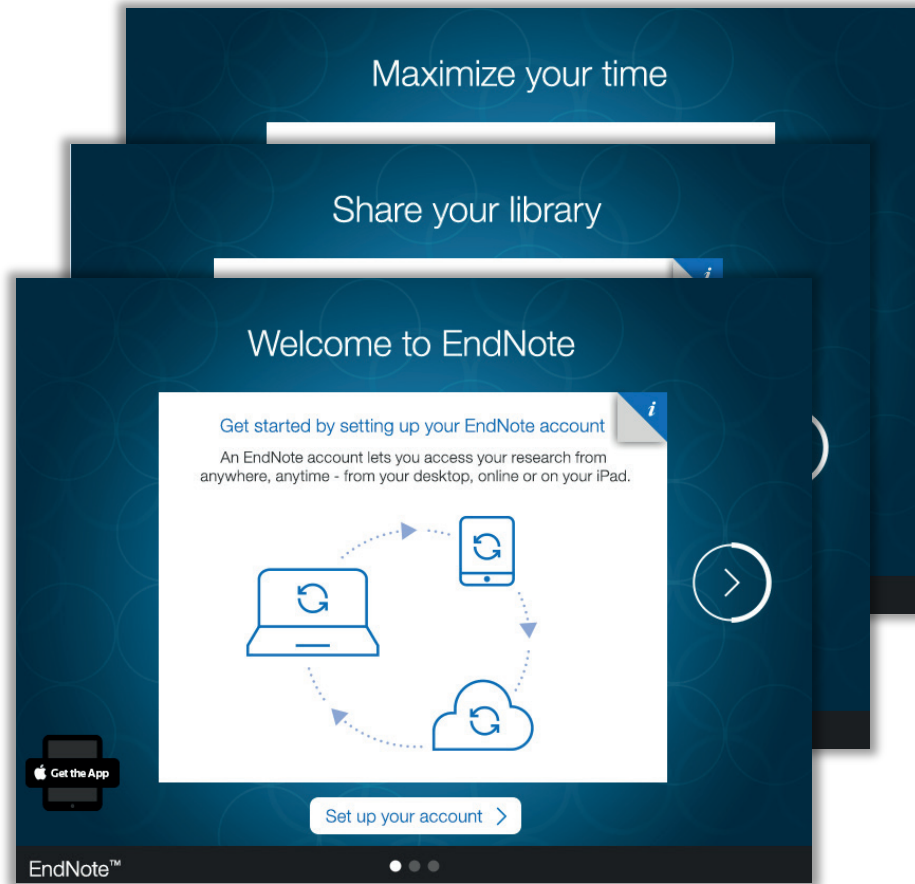 Maximize your time
Share your library
i
Welcome to EndNote
i
Get started by setting up your EndNote account
An EndNote account lets you access your research from
anywhere, anytime - from your desktop, online or on your iPad.
Get the App
Set up your account
EndNote™